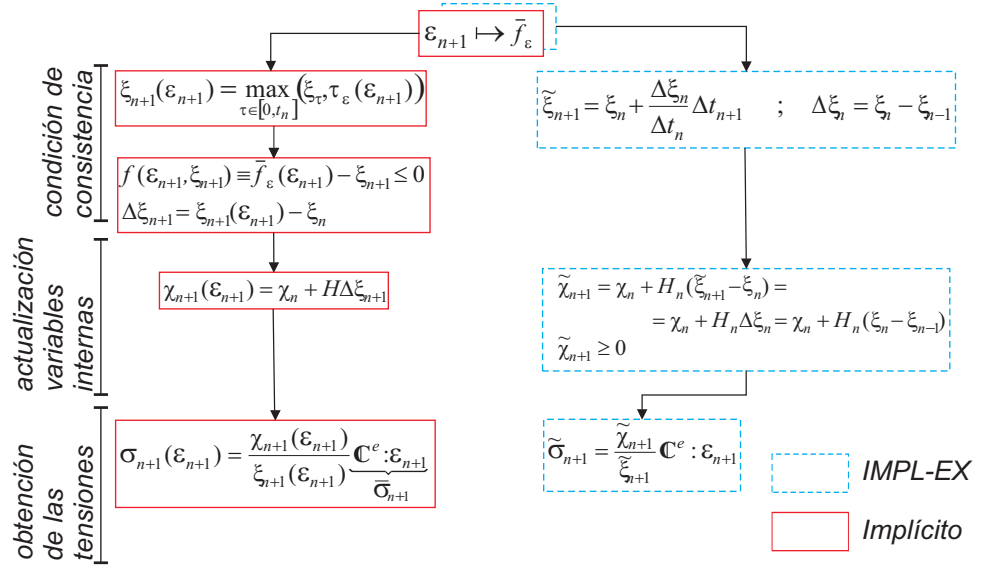 ε_{n+1} ↦ f̄_ε
condición de
consistencia
ξ_{n+1}(ε_{n+1}) = max_{τ∈[0,t_n]}(ξ_τ, τ_ε(ε_{n+1}))
f(ε_{n+1}, ξ_{n+1}) ≡ f̄_ε(ε_{n+1}) − ξ_{n+1} ≤ 0
Δξ_{n+1} = ξ_{n+1}(ε_{n+1}) − ξ_n
ξ̃_{n+1} = ξ_n + (Δξ_n / Δt_n) Δt_{n+1} ; Δξ_n = ξ_n − ξ_{n−1}
actualización
variables
internas
χ_{n+1}(ε_{n+1}) = χ_n + HΔξ_{n+1}
χ̃_{n+1} = χ_n + H_n(ξ̃_{n+1} − ξ_n) =
= χ_n + H_nΔξ_n = χ_n + H_n(ξ_n − ξ_{n−1})
χ̃_{n+1} ≥ 0
obtención
de las
tensiones
σ_{n+1}(ε_{n+1}) = (χ_{n+1}(ε_{n+1}) / ξ_{n+1}(ε_{n+1})) ℂ^e : ε_{n+1}
σ̄_{n+1}
σ̃_{n+1} = (χ̃_{n+1} / ξ̃_{n+1}) ℂ^e : ε_{n+1}
IMPL-EX
Implícito